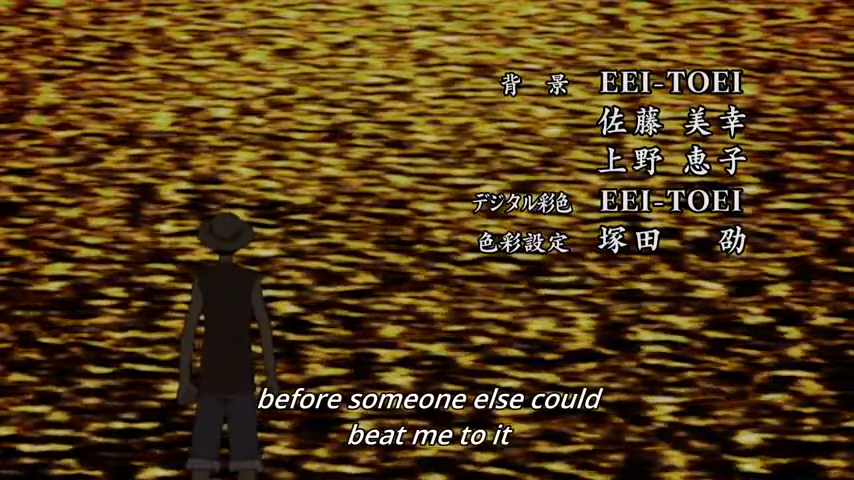 背景 EEI-TOEI
佐藤 美幸
上野 恵子
デジタル彩色 EEI-TOEI
色彩設定 塚田 劭
before someone else could
beat me to it